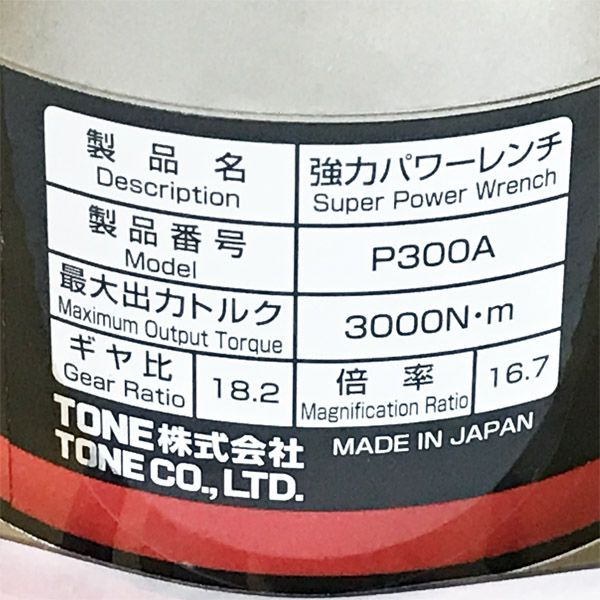 製品名 強力パワーレンチ
Description Super Power Wrench
製品番号 P300A
Model
最大出力トルク 3000N・m
Maximum Output Torque
ギヤ比 18.2 倍率 16.7
Gear Ratio Magnification Ratio
TONE株式会社 MADE IN JAPAN
TONE CO., LTD.